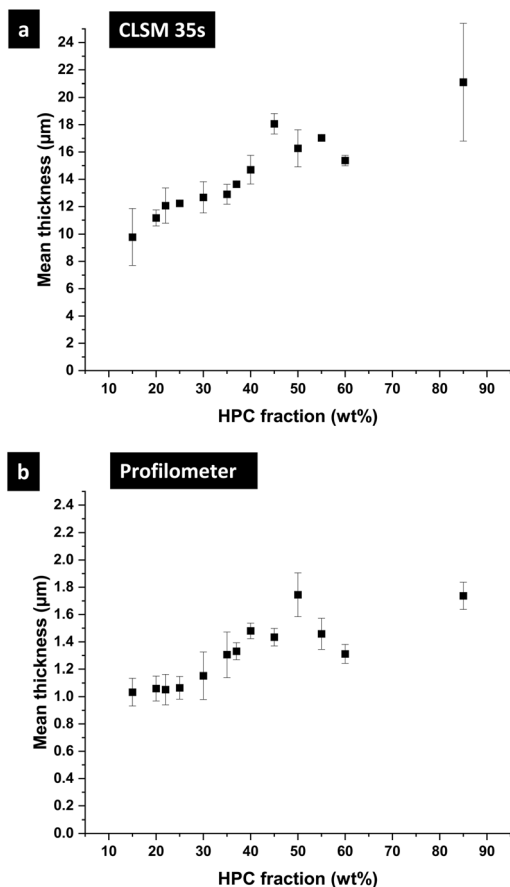 a
CLSM 35s
24
22
20
18
16
14
12
10
8
6
4
2
0
Mean thickness (µm)
10 20 30 40 50 60 70 80 90
HPC fraction (wt%)
b
Profilometer
2.4
2.2
2.0
1.8
1.6
1.4
1.2
1.0
0.8
0.6
0.4
0.2
0.0
Mean thickness (µm)
10 20 30 40 50 60 70 80 90
HPC fraction (wt%)